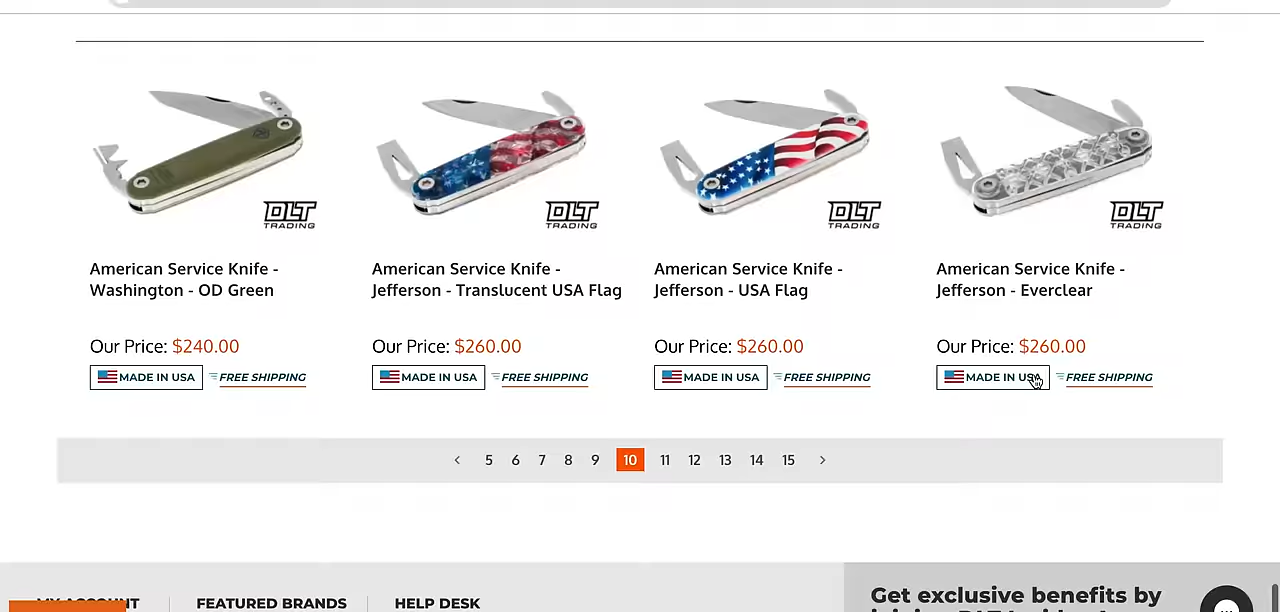 DLT
TRADING
DLT
TRADING
DLT
TRADING
DLT
TRADING
American Service Knife -
Washington - OD Green
American Service Knife -
Jefferson - Translucent USA Flag
American Service Knife -
Jefferson - USA Flag
American Service Knife -
Jefferson - Everclear
Our Price: $240.00
Our Price: $260.00
Our Price: $260.00
Our Price: $260.00
MADE IN USA FREE SHIPPING
MADE IN USA FREE SHIPPING
MADE IN USA FREE SHIPPING
MADE IN USA FREE SHIPPING
< 5 6 7 8 9 10 11 12 13 14 15 >
MY ACCOUNT
FEATURED BRANDS
HELP DESK
Get exclusive benefits by